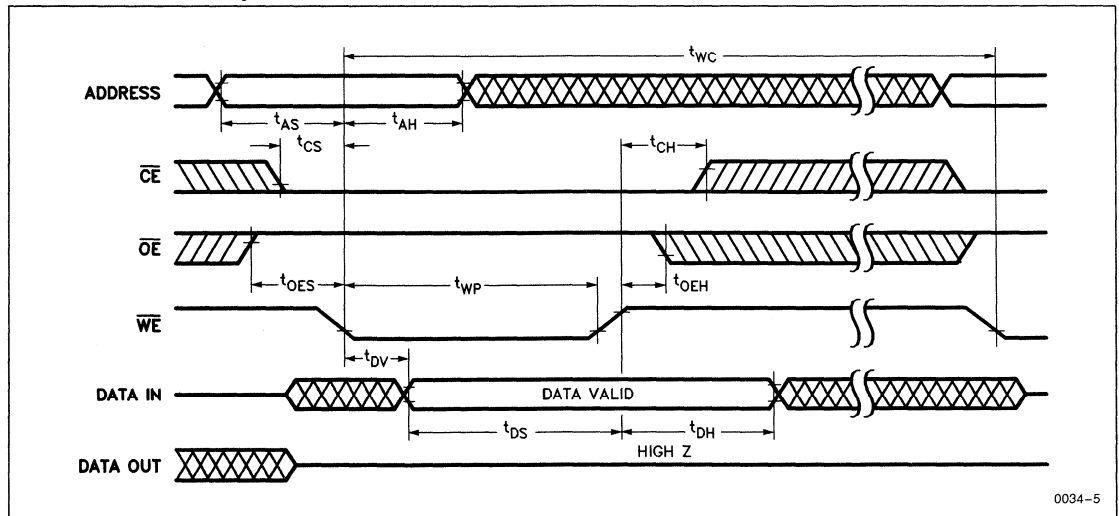 tWC
ADDRESS
tAS
tAH
tCS
tCH
CE
OE
tOES
tWP
tOEH
WE
tDV
DATA IN
DATA VALID
tDS
tDH
HIGH Z
DATA OUT
0034-5